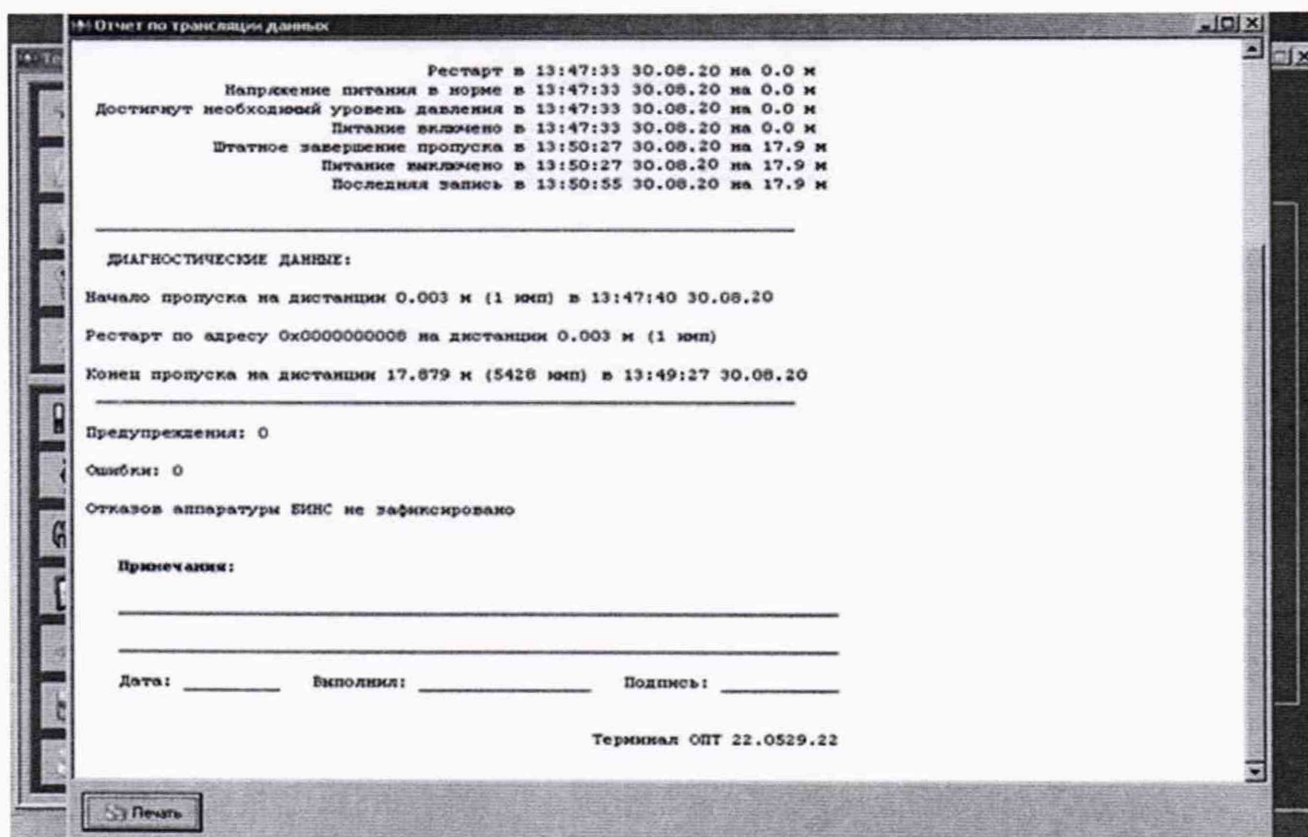 Отчет по трансляции данных
Рестарт в 13:47:33 30.08.20 на 0.0 м
Напряжение питания в норме в 13:47:33 30.08.20 на 0.0 м
Достигнут необходимый уровень давления в 13:47:33 30.08.20 на 0.0 м
Питание включено в 13:47:33 30.08.20 на 0.0 м
Штатное завершение пропуска в 13:50:27 30.08.20 на 17.9 м
Питание выключено в 13:50:27 30.08.20 на 17.9 м
Последняя запись в 13:50:55 30.08.20 на 17.9 м
ДИАГНОСТИЧЕСКИЕ ДАННЫЕ:
Начало пропуска на дистанции 0.003 м (1 имп) в 13:47:40 30.08.20
Рестарт по адресу 0x0000000008 на дистанции 0.003 м (1 имп)
Конец пропуска на дистанции 17.879 м (5428 имп) в 13:49:27 30.08.20
Предупреждения: 0
Ошибки: 0
Отказов аппаратуры БИНС не зафиксировано
Примечания:
Дата: Выполнил: Подпись:
Терминал ОПТ 22.0529.22
Печать